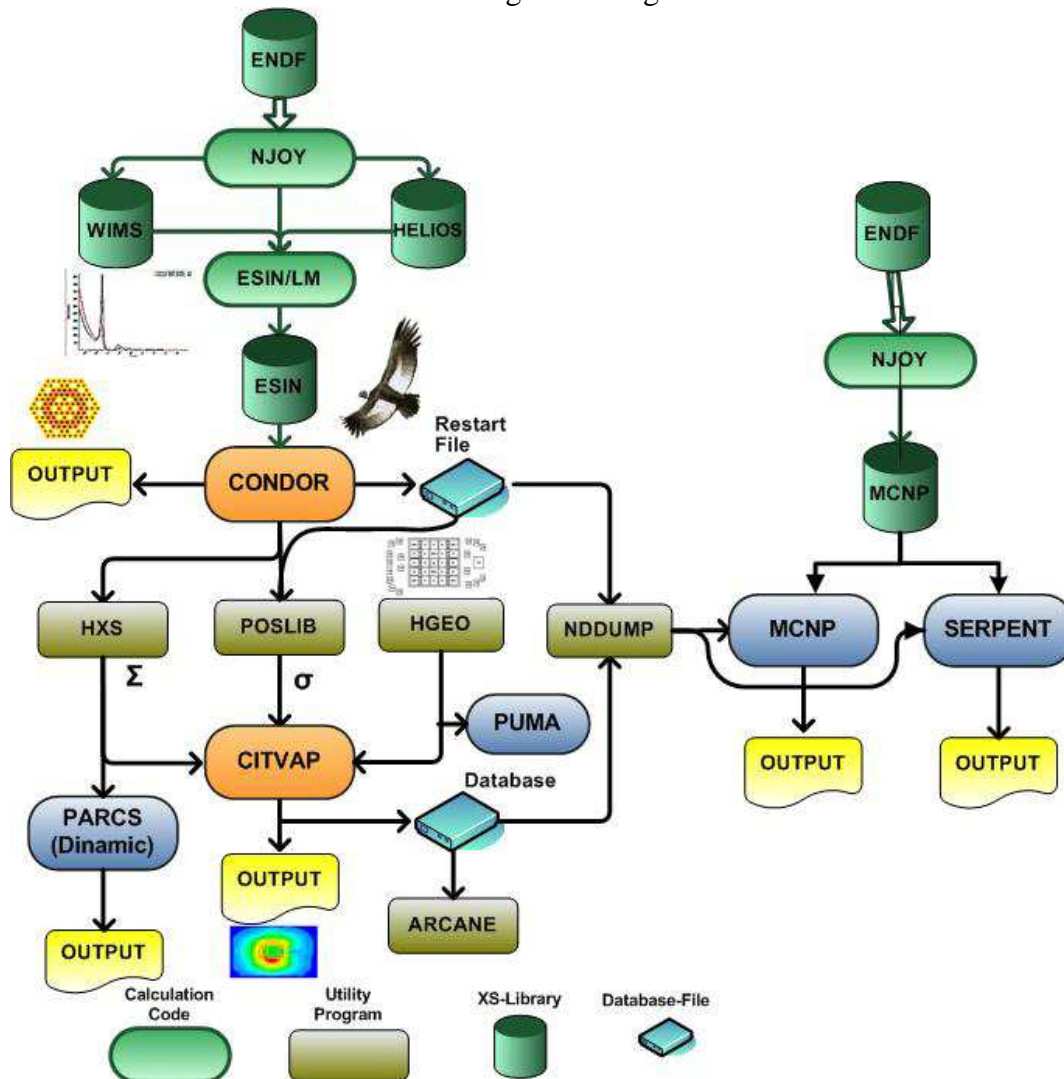 ENDF
NJOY
WIMS
HELIOS
ESIN/LM
ESIN
ENDF
NJOY
MCNP
Restart
File
OUTPUT
CONDOR
HXS
POSLIB
HGEO
NDDUMP
MCNP
SERPENT
Σ
σ
PUMA
CITVAP
Database
OUTPUT
OUTPUT
PARCS
(Dinamic)
OUTPUT
ARCANE
OUTPUT
Calculation
Code
Utility
Program
XS-Library
Database-File